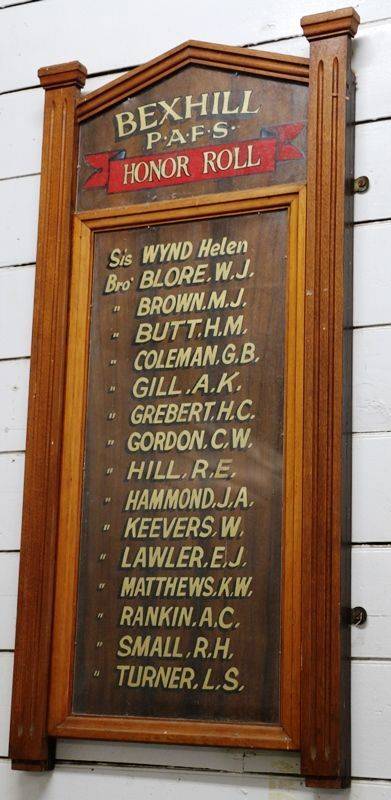 BEXHILL
P·A·F·S·
HONOR ROLL
Sis WYND Helen
Bro· BLORE, W.J.
" BROWN, M.J.
" BUTT, H.M.
" COLEMAN, G.B.
" GILL, A.K.
" GREBERT, H.C.
" GORDON, C.W.
" HILL, R.E.
" HAMMOND, J.A.
" KEEVERS, W.
" LAWLER, E.J.
" MATTHEWS, K.W.
" RANKIN, A.C.
" SMALL, R.H.
" TURNER, L.S.